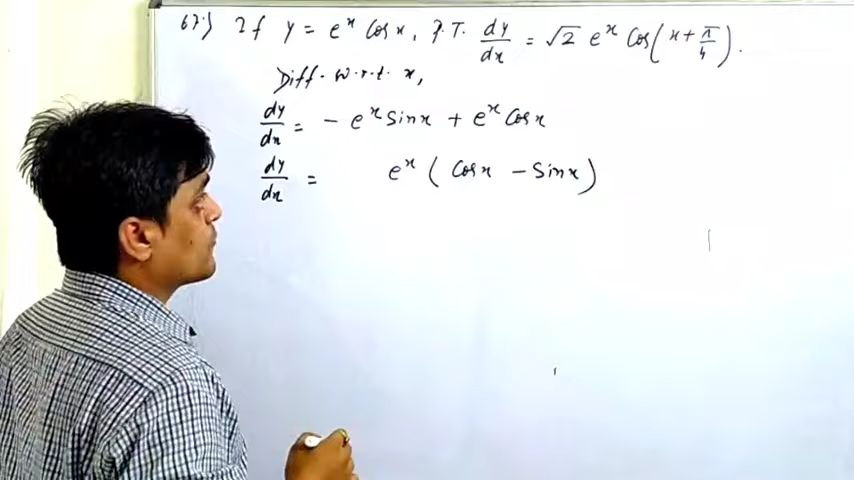 67.) If y = e^x Cos x, P.T. dy/dx = √2 e^x Cos(x + π/4).
Diff. w.r.t. x,
dy/dx = - e^x Sin x + e^x Cos x
dy/dx = e^x ( Cos x - Sin x )